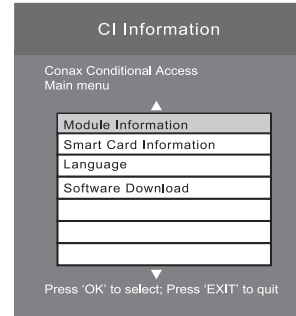 CI Information
Conax Conditional Access
Main menu
Module Information
Smart Card Information
Language
Software Download
Press 'OK' to select; Press 'EXIT' to quit